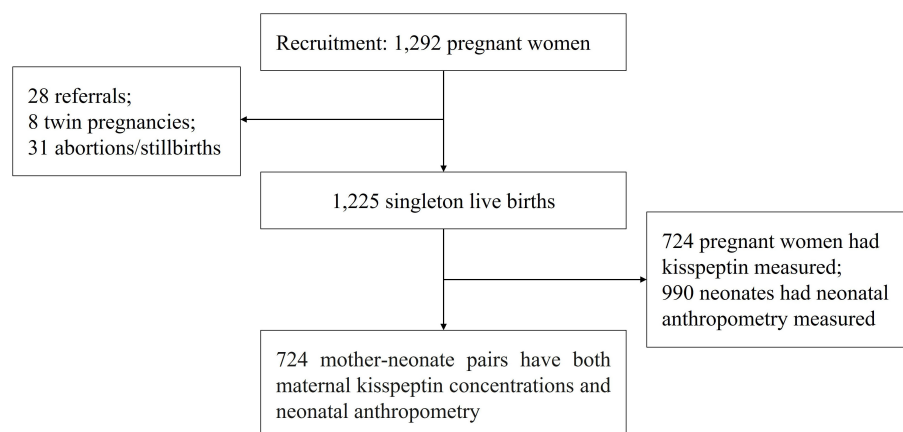 Recruitment: 1,292 pregnant women
28 referrals;
8 twin pregnancies;
31 abortions/stillbirths
1,225 singleton live births
724 pregnant women had
kisspeptin measured;
990 neonates had neonatal
anthropometry measured
724 mother-neonate pairs have both
maternal kisspeptin concentrations and
neonatal anthropometry